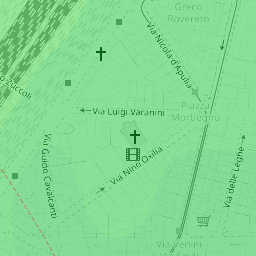 Greco
Rovereto
Via Nicola d'Apulia
Zuccoli
Piazza
Morbegno
Via Luigi Varanini
Via Guido Cavalcanti
Via Nino Oxilia
Via delle Leghe
Via Venini